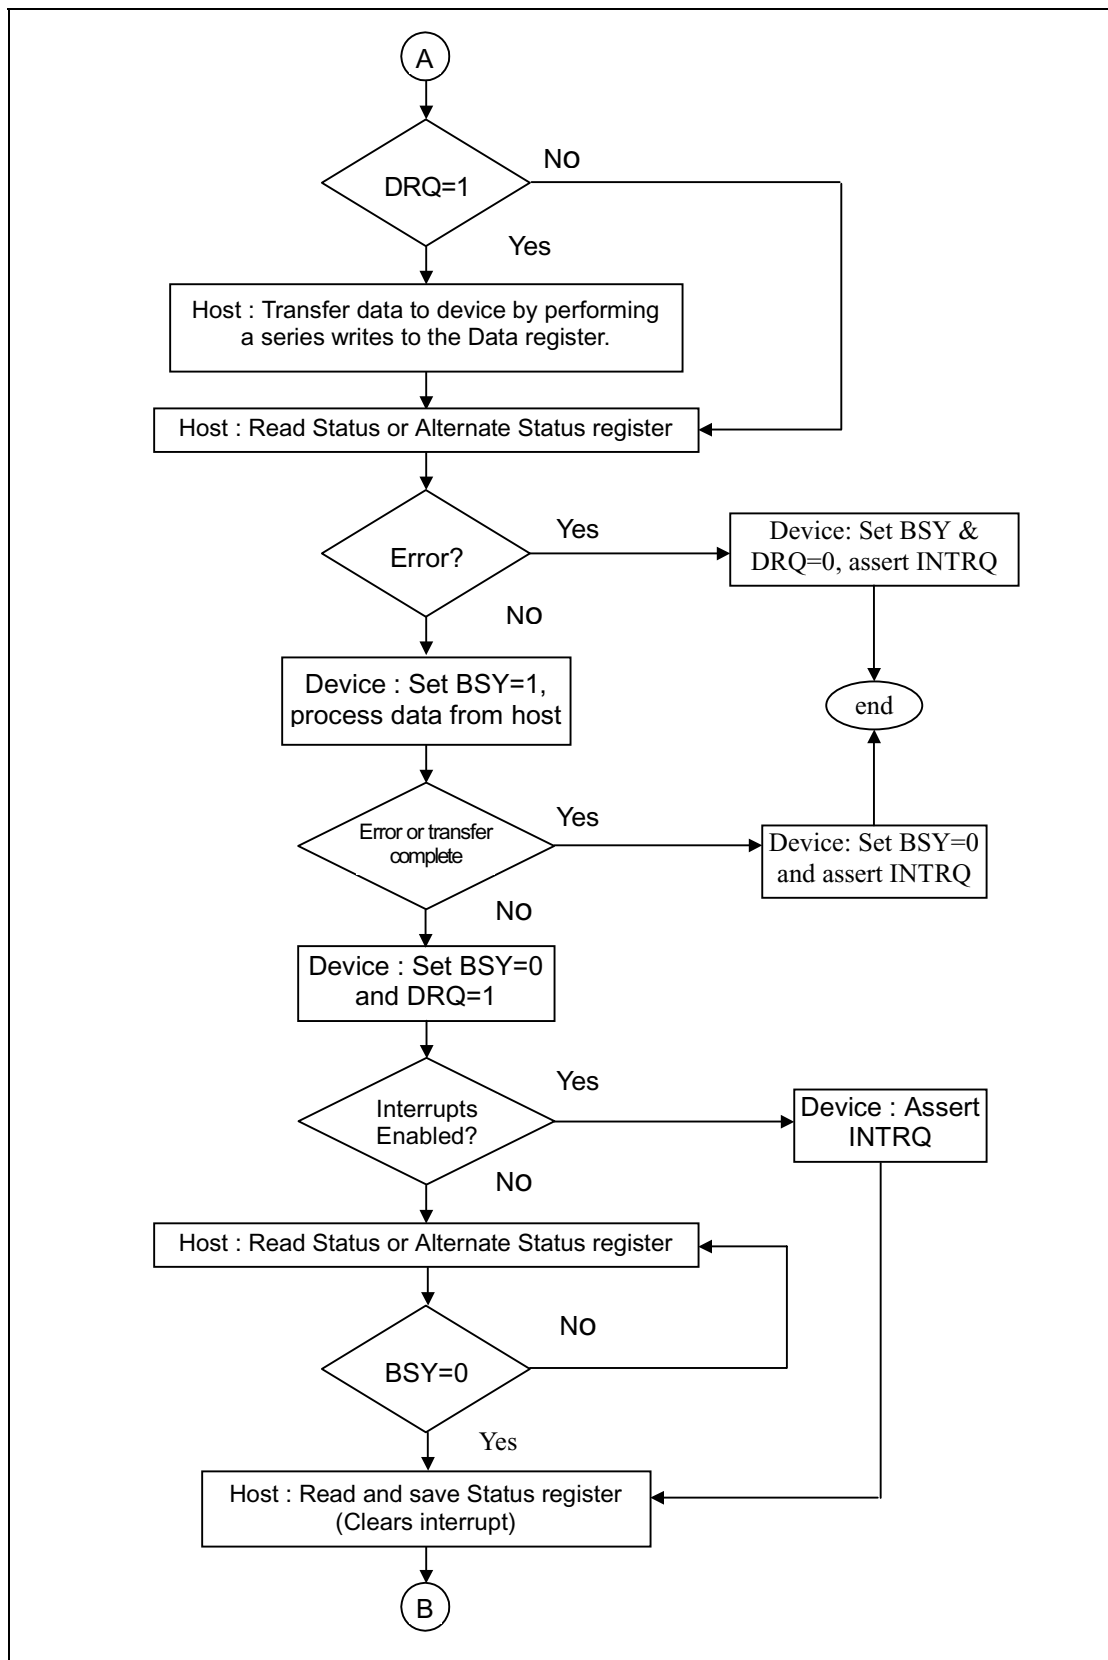 A
DRQ=1
No
Yes
Host : Transfer data to device by performing
a series writes to the Data register.
Host : Read Status or Alternate Status register
Error?
Yes
No
Device: Set BSY &
DRQ=0, assert INTRQ
Device : Set BSY=1,
process data from host
end
Error or transfer
complete
Yes
No
Device: Set BSY=0
and assert INTRQ
Device : Set BSY=0
and DRQ=1
Interrupts
Enabled?
Yes
No
Device : Assert
INTRQ
Host : Read Status or Alternate Status register
BSY=0
No
Yes
Host : Read and save Status register
(Clears interrupt)
B